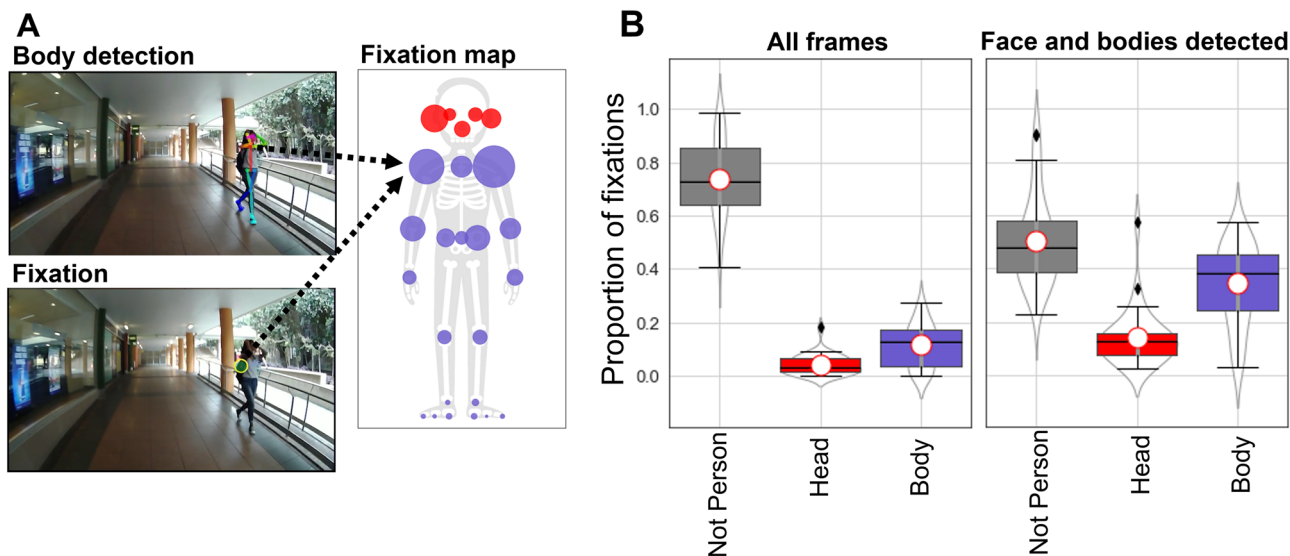 A
Body detection
Fixation map
Fixation
B
All frames
Face and bodies detected
Proportion of fixations
1.0
0.8
0.6
0.4
0.2
0.0
Not Person
Head
Body
Not Person
Head
Body